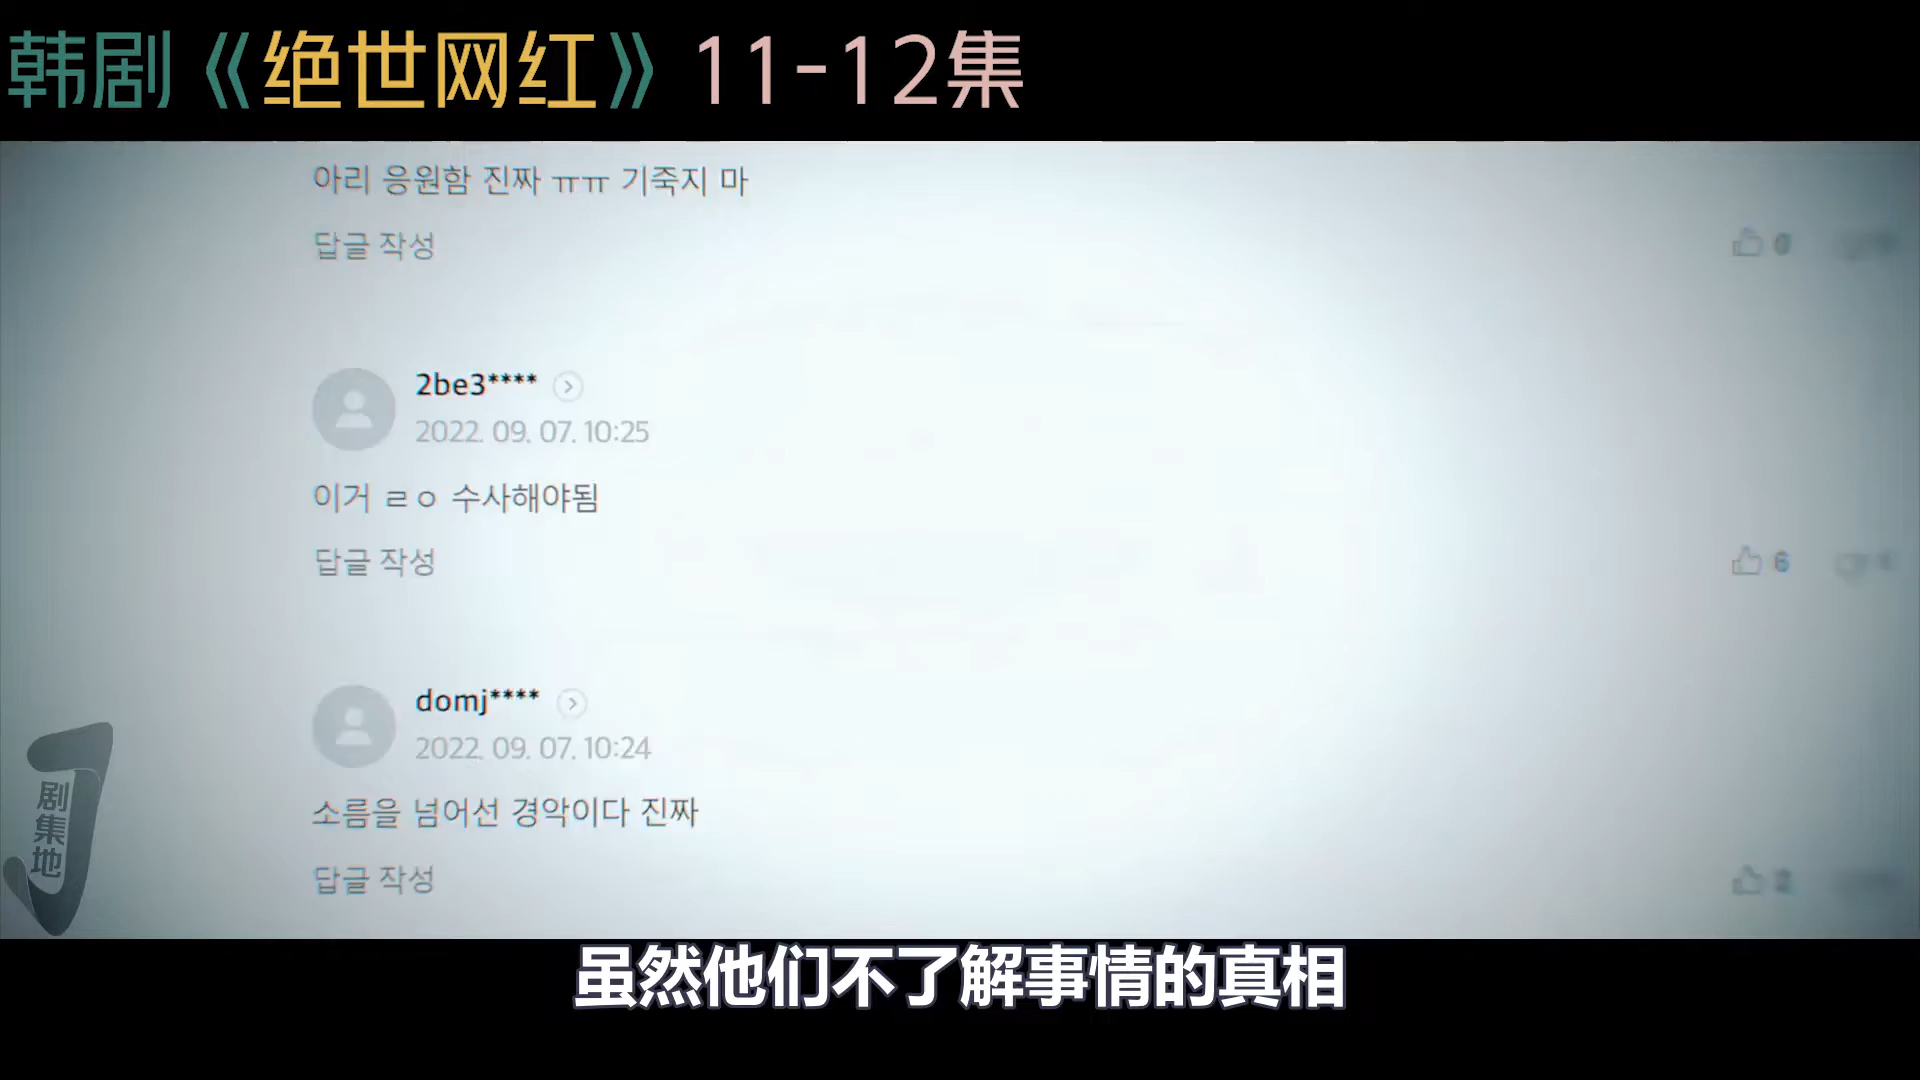 韩剧《绝世网红》11-12集
아리 응원함 진짜 ㅠㅠ 기죽지 마
답글 작성
2be3****
2022. 09. 07. 10:25
이거 ㄹㅇ 수사해야됨
답글 작성
6
domj****
2022. 09. 07. 10:24
소름을 넘어선 경악이다 진짜
답글 작성
2
剧集地
虽然他们不了解事情的真相